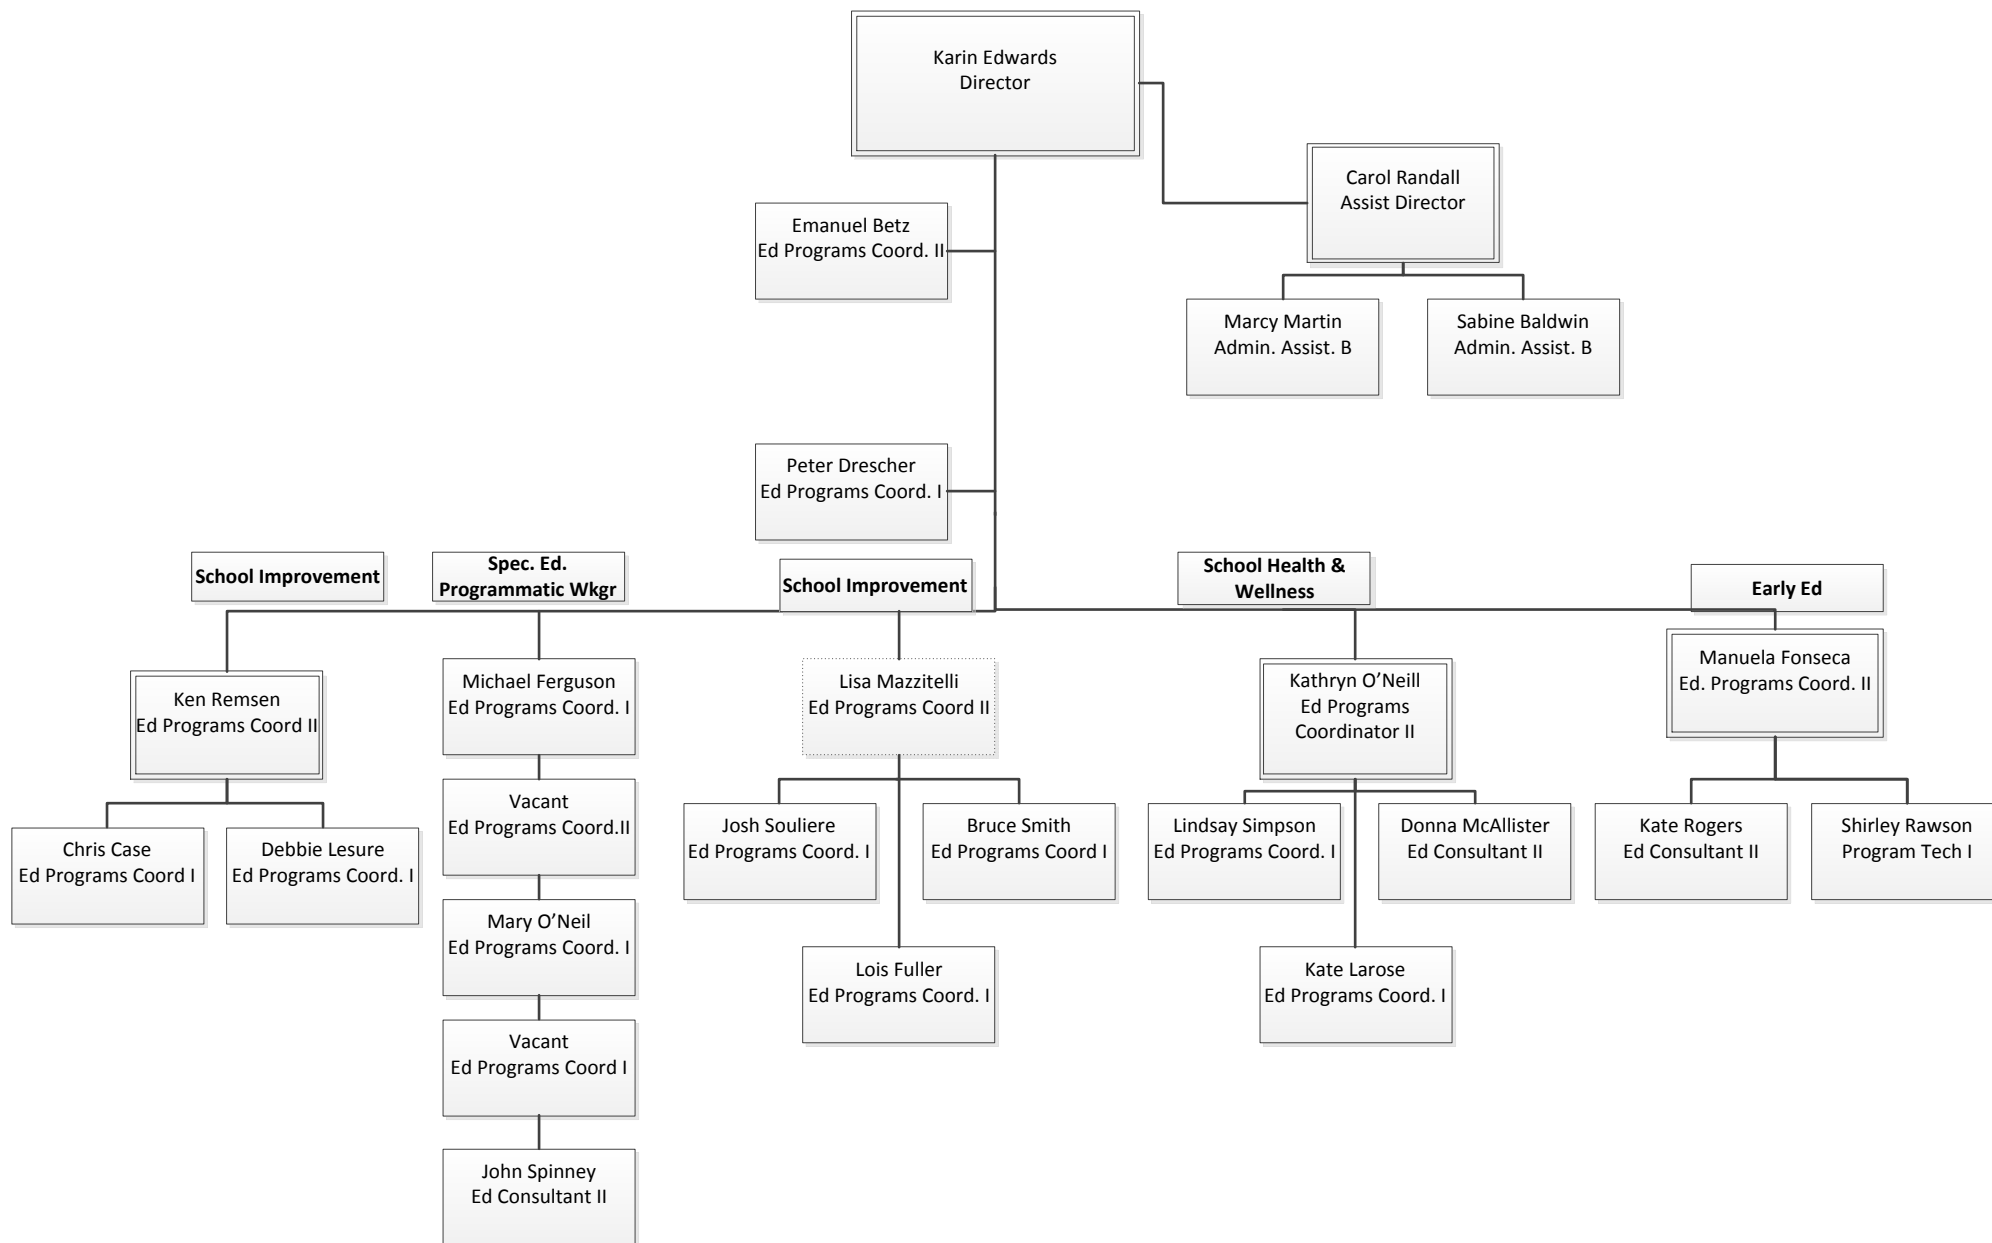 Karin Edwards
Director
Carol Randall
Assist Director
Emanuel Betz
Ed Programs Coord. II
Marcy Martin
Admin. Assist. B
Sabine Baldwin
Admin. Assist. B
Peter Drescher
Ed Programs Coord. I
School Improvement
Spec. Ed.
Programmatic Wkgr
School Improvement
School Health &
Wellness
Early Ed
Ken Remsen
Ed Programs Coord II
Michael Ferguson
Ed Programs Coord. I
Lisa Mazzitelli
Ed Programs Coord II
Kathryn O’Neill
Ed Programs
Coordinator II
Manuela Fonseca
Ed. Programs Coord. II
Chris Case
Ed Programs Coord I
Debbie Lesure
Ed Programs Coord. I
Vacant
Ed Programs Coord.II
Mary O’Neil
Ed Programs Coord. I
Vacant
Ed Programs Coord I
John Spinney
Ed Consultant II
Josh Souliere
Ed Programs Coord. I
Bruce Smith
Ed Programs Coord I
Lois Fuller
Ed Programs Coord. I
Lindsay Simpson
Ed Programs Coord. I
Donna McAllister
Ed Consultant II
Kate Larose
Ed Programs Coord. I
Kate Rogers
Ed Consultant II
Shirley Rawson
Program Tech I